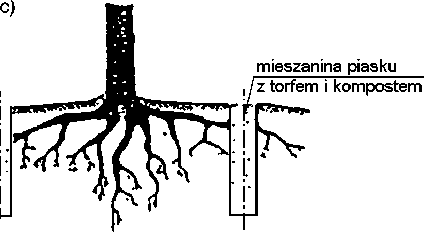 c)
mieszanina piasku
z torfem i kompostem